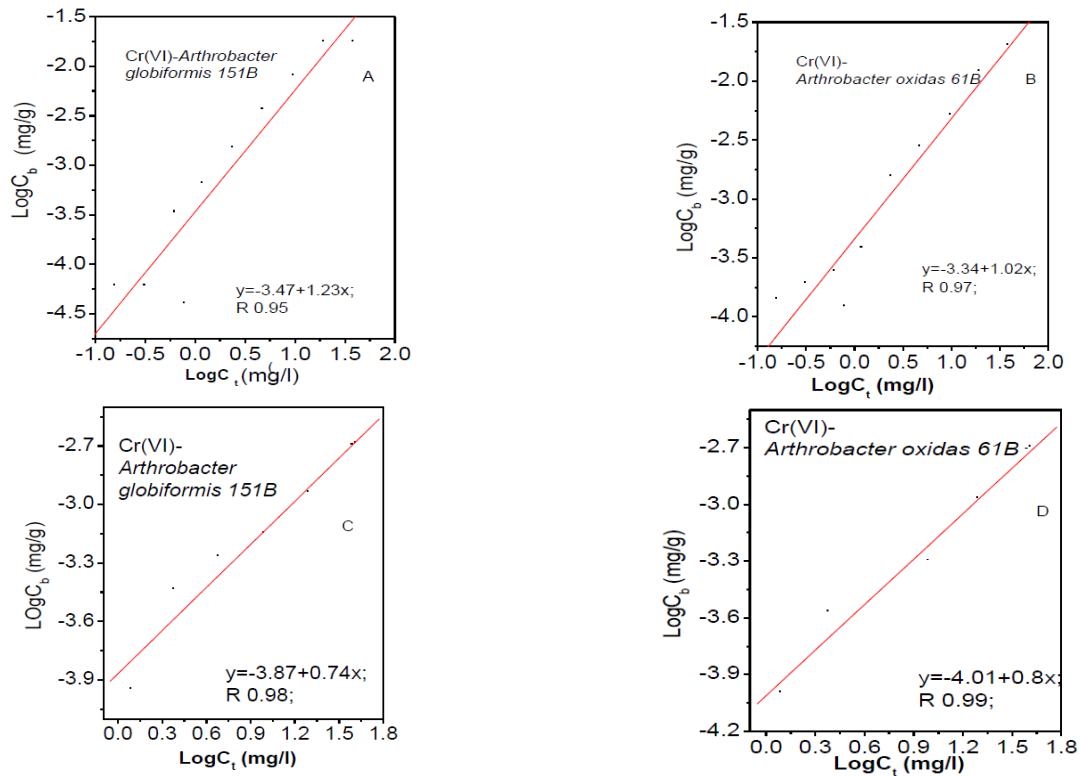 -1.5
-2.0
-2.5
-3.0
-3.5
-4.0
-4.5
LogC_b (mg/g)
Cr(VI)-Arthrobacter
globiformis 151B
A
y=-3.47+1.23x;
R 0.95
-1.0 -0.5 0.0 0.5 1.0 1.5 2.0
LogC_t (mg/l)
-1.5
-2.0
-2.5
-3.0
-3.5
-4.0
LogC_b (mg/g)
Cr(VI)-
Arthrobacter oxidas 61B
B
y=-3.34+1.02x;
R 0.97;
-1.0 -0.5 0.0 0.5 1.0 1.5 2.0
LogC_t (mg/l)
-2.7
-3.0
-3.3
-3.6
-3.9
LOgC_b (mg/g)
Cr(VI)-
Arthrobacter
globiformis 151B
C
y=-3.87+0.74x;
R 0.98;
0.0 0.3 0.6 0.9 1.2 1.5 1.8
LogC_t (mg/l)
-2.7
-3.0
-3.3
-3.6
-3.9
-4.2
LogC_b (mg/g)
Cr(VI)-
Arthrobacter oxidas 61B
D
y=-4.01+0.8x;
R 0.99;
0.0 0.3 0.6 0.9 1.2 1.5 1.8
LogC_t (mg/l)